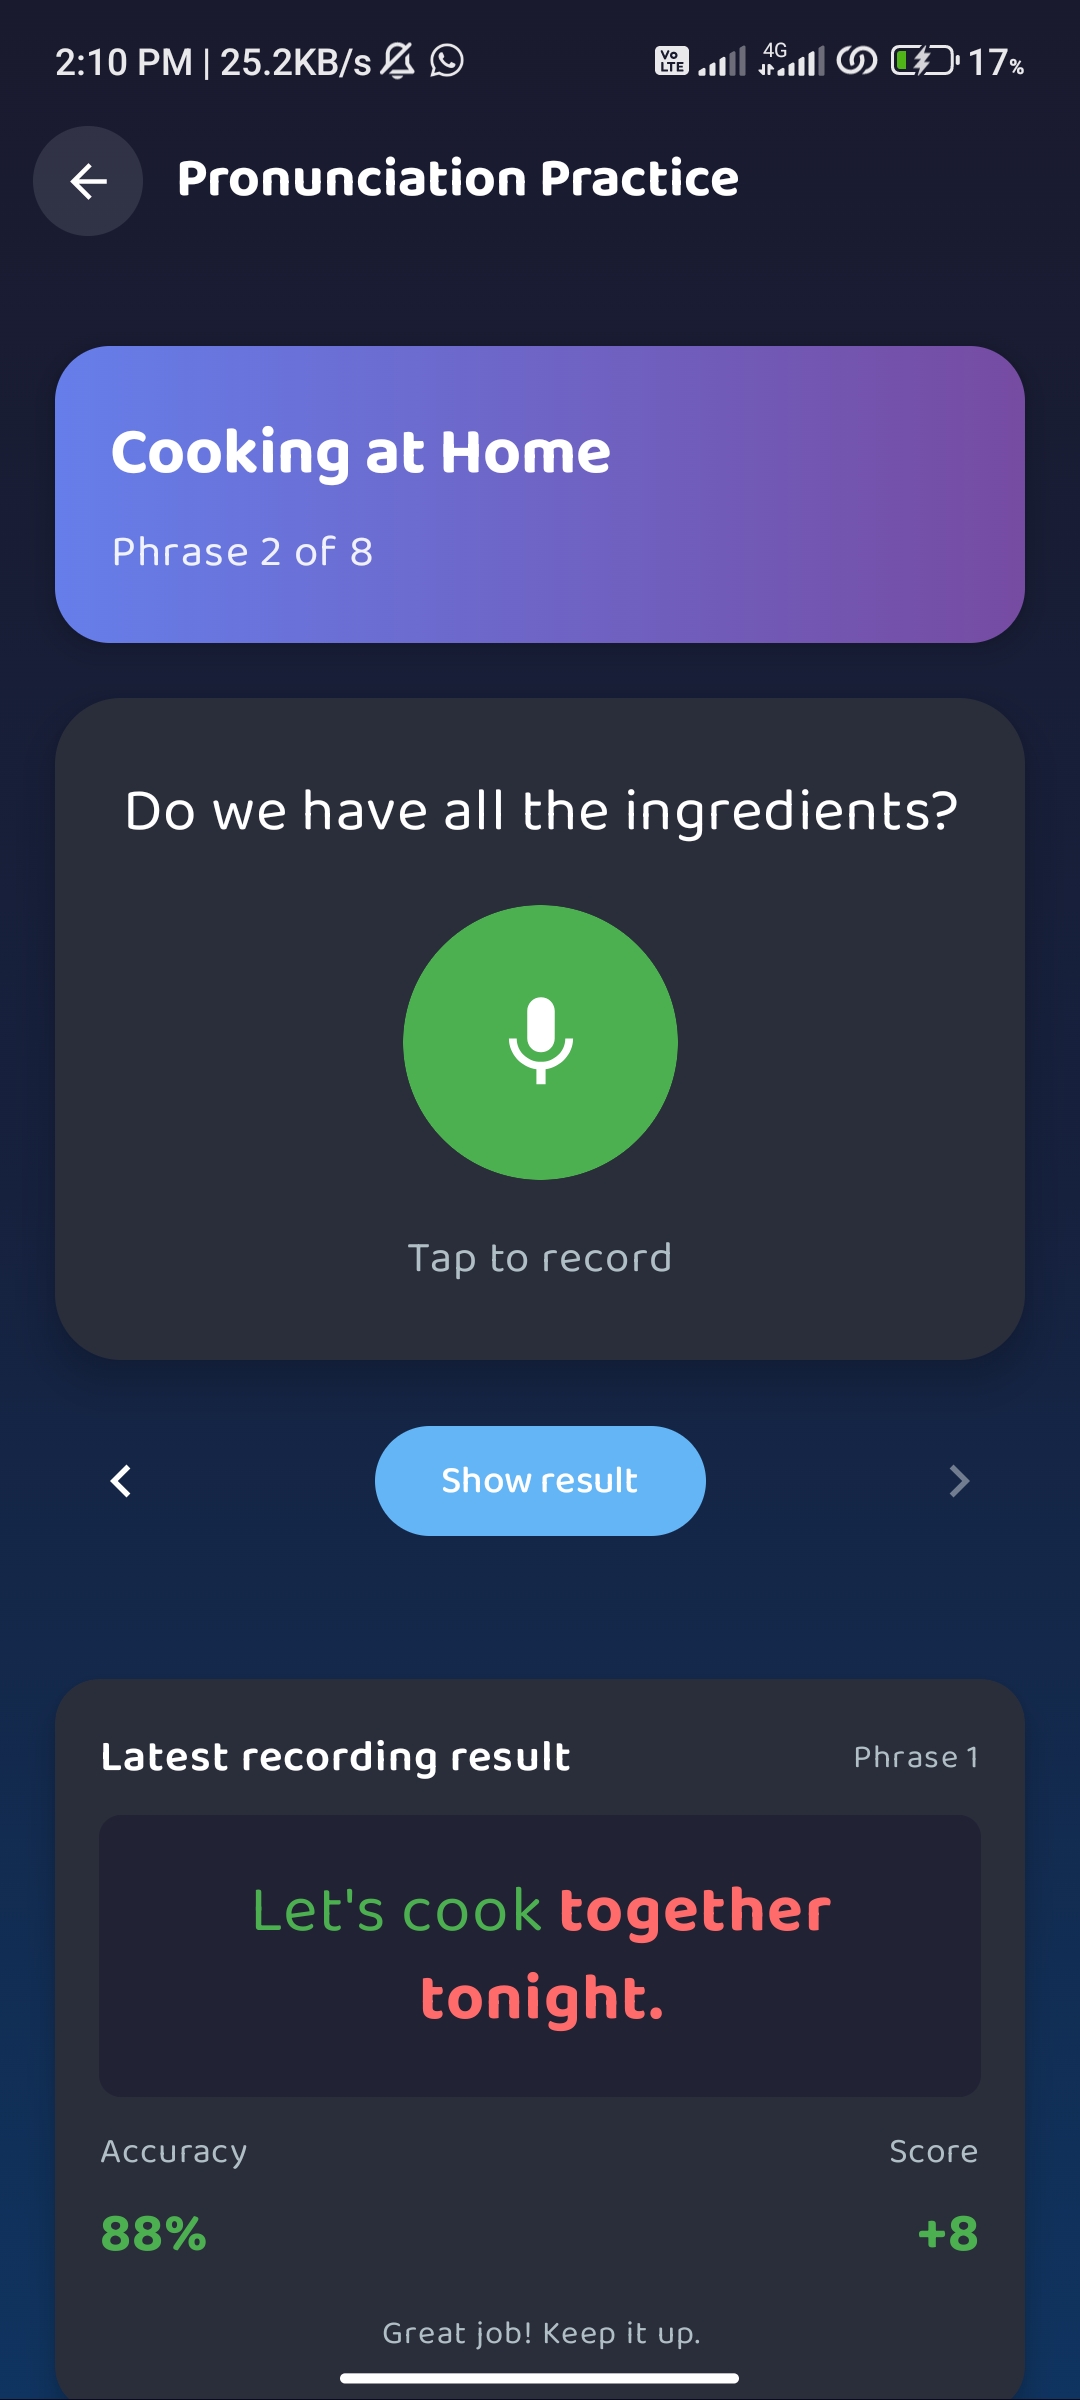 2:10 PM | 25.2KB/s Vo LTE 4G 17%
Pronunciation Practice
Cooking at Home
Phrase 2 of 8
Do we have all the ingredients?
Tap to record
Show result
Latest recording result Phrase 1
Let's cook together
tonight.
Accuracy Score
88% +8
Great job! Keep it up.